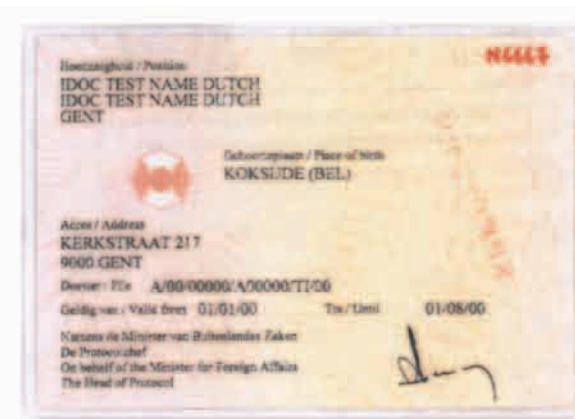 Hoedanigheid / Position
IDOC TEST NAME DUTCH
IDOC TEST NAME DUTCH
GENT
Geboorteplaats / Place of birth
KOKSIJDE (BEL)
Adres / Address
KERKSTRAAT 217
9000 GENT
Dossier / File A/00/00000/A/00000/TI/00
Geldig van / Valid from 01/01/00 Tot / Until 01/08/00
Namens de Minister van Buitenlandse Zaken
De Protocolchef
On behalf of the Minister for Foreign Affairs
The Head of Protocol